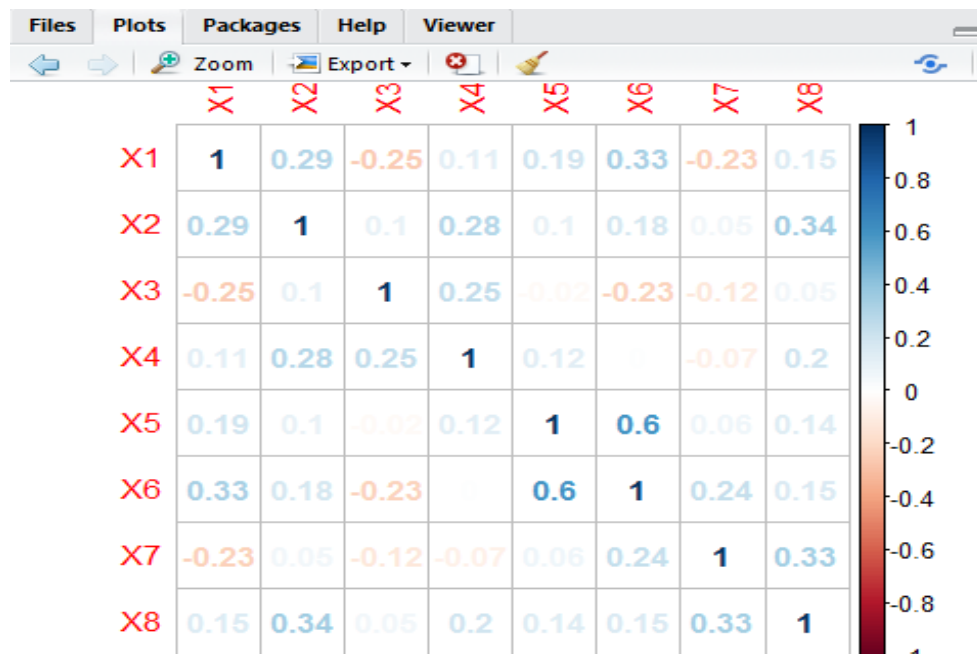 Files Plots Packages Help Viewer
Zoom Export
X1 X2 X3 X4 X5 X6 X7 X8
X1 1 0.29 -0.25 0.11 0.19 0.33 -0.23 0.15
X2 0.29 1 0.1 0.28 0.1 0.18 0.05 0.34
X3 -0.25 0.1 1 0.25 -0.02 -0.23 -0.12 0.05
X4 0.11 0.28 0.25 1 0.12 0 -0.07 0.2
X5 0.19 0.1 -0.02 0.12 1 0.6 0.06 0.14
X6 0.33 0.18 -0.23 0 0.6 1 0.24 0.15
X7 -0.23 0.05 -0.12 -0.07 0.06 0.24 1 0.33
X8 0.15 0.34 0.05 0.2 0.14 0.15 0.33 1
1
0.8
0.6
0.4
0.2
0
-0.2
-0.4
-0.6
-0.8